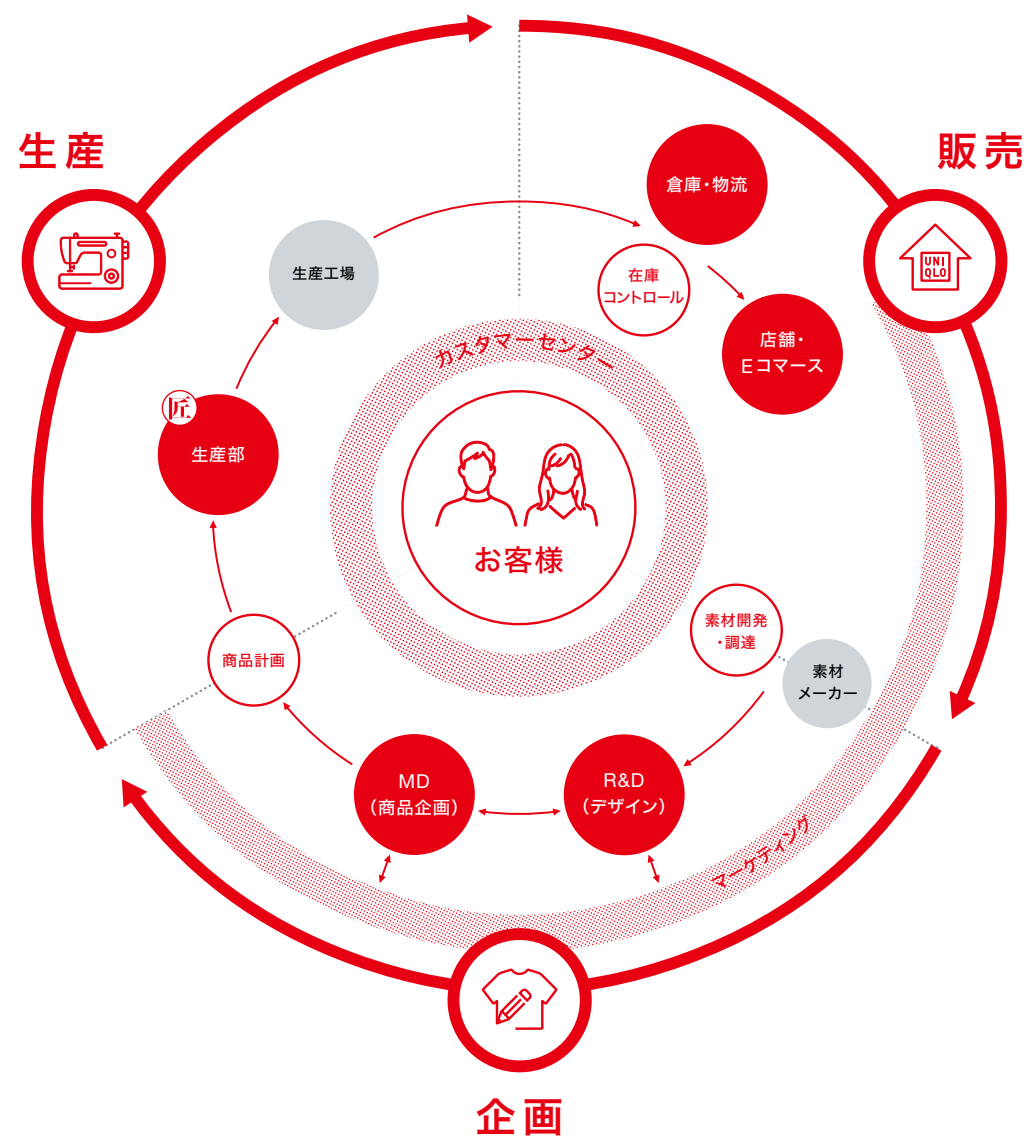 生産
販売
倉庫・物流
生産工場
在庫
コントロール
UNI
QLO
店舗・
Eコマース
カスタマーセンター
匠
生産部
お客様
素材開発
・調達
商品計画
素材
メーカー
MD
（商品企画）
R&D
（デザイン）
マーケティング
企画